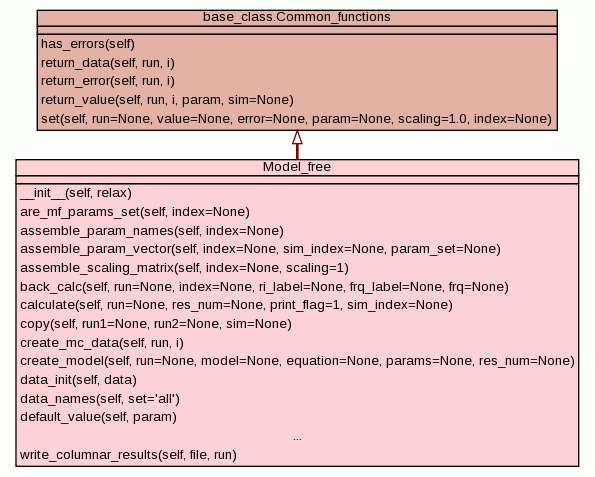 base_class.Common_functions
has_errors(self)
return_data(self, run, i)
return_error(self, run, i)
return_value(self, run, i, param, sim=None)
set(self, run=None, value=None, error=None, param=None, scaling=1.0, index=None)
Model_free
__init__(self, relax)
are_mf_params_set(self, index=None)
assemble_param_names(self, index=None)
assemble_param_vector(self, index=None, sim_index=None, param_set=None)
assemble_scaling_matrix(self, index=None, scaling=1)
back_calc(self, run=None, index=None, ri_label=None, frq_label=None, frq=None)
calculate(self, run=None, res_num=None, print_flag=1, sim_index=None)
copy(self, run1=None, run2=None, sim=None)
create_mc_data(self, run, i)
create_model(self, run=None, model=None, equation=None, params=None, res_num=None)
data_init(self, data)
data_names(self, set='all')
default_value(self, param)
...
write_columnar_results(self, file, run)